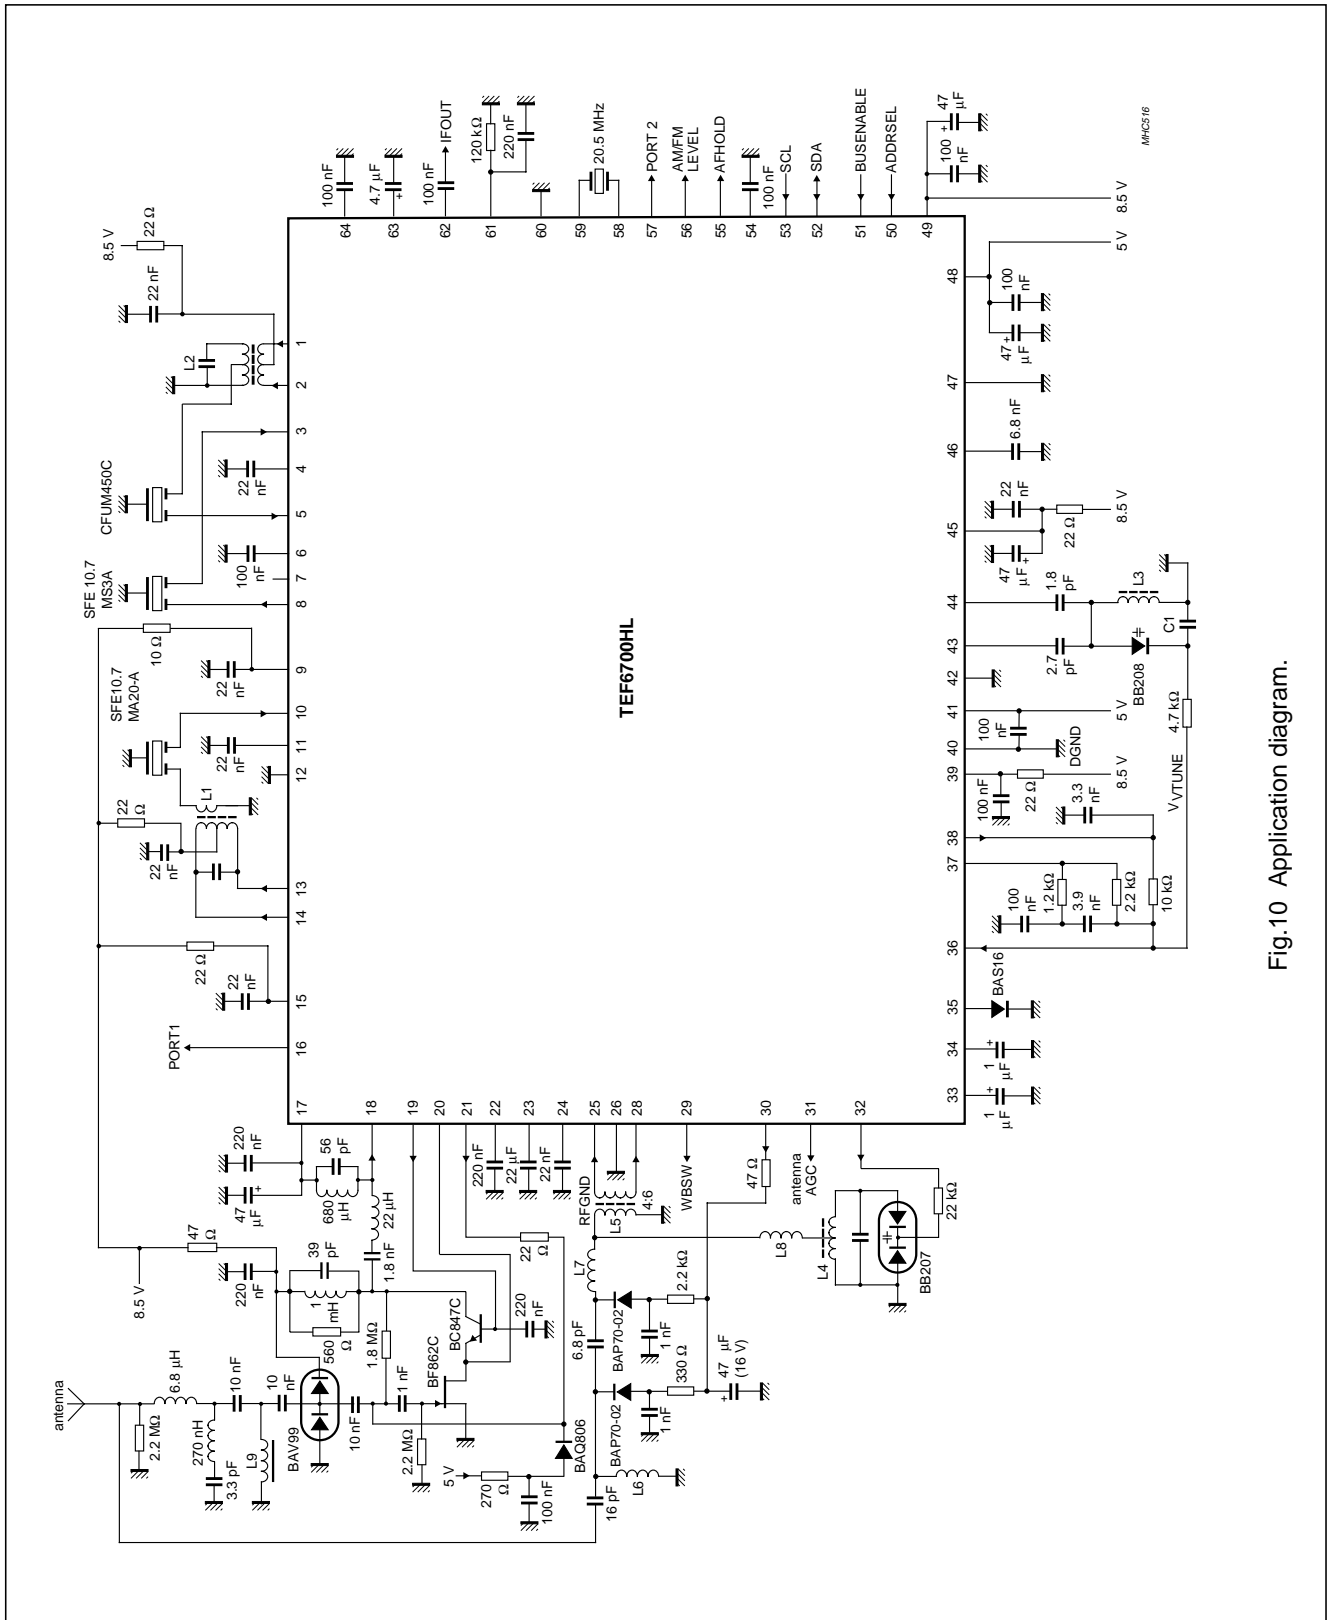 8.5 V
22 Ω
22 nF
L2
CFUM450C
22
nF
SFE 10.7
MS3A
100
nF
10 Ω
22
nF
SFE10.7
MA20-A
22
nF
22
Ω
L1
22
nF
22 Ω
22
nF
PORT1
1
2
3
4
5
6
7
8
9
10
11
12
13
14
15
16
100 nF
4.7 µF
+
100 nF
IFOUT
120 kΩ
220 nF
20.5 MHz
PORT 2
AM/FM
LEVEL
AFHOLD
100 nF
SCL
SDA
BUSENABLE
ADDRSEL
100
nF
+
47
µF
8.5 V
5 V
64
63
62
61
60
59
58
57
56
55
54
53
52
51
50
49
TEF6700HL
MHC516
48
47
46
45
44
43
42
41
40
39
38
37
36
35
34
33
100
nF
47
µF
+
6.8 nF
22
nF
47
µF
+
22 Ω
8.5 V
1.8
pF
2.7
pF
L3
C1
BB208
4.7 kΩ
V VTUNE
5 V
100
nF
DGND
100 nF
22 Ω
8.5 V
3.3
nF
100
nF
1.2 kΩ
3.9
nF
2.2 kΩ
10 kΩ
BAS16
1
µF
+
1
µF
+
17
18
19
20
21
22
23
24
25
26
28
29
30
31
32
220
nF
47
µF
+
56
pF
680
µH
22 µH
1.8 nF
47
Ω
8.5 V
220
nF
39
pF
1
mH
560
Ω
1.8 MΩ
BC847C
220
nF
BF862C
1 nF
2.2 MΩ
antenna
6.8 µH
2.2 MΩ
10 nF
270 nH
3.3 pF
10
nF
L9
BAV99
10 nF
5 V
270
Ω
100 nF
BAQ806
22
Ω
220 nF
22 µF
22 nF
RFGND
L5
4:6
WBSW
47 Ω
antenna
AGC
L7
6.8 pF
16 pF
L6
BAP70-02
BAP70-02
1 nF
1 nF
2.2 kΩ
330 Ω
47 µF
(16 V)
+
L8
L4
BB207
22 kΩ
Fig.10 Application diagram.